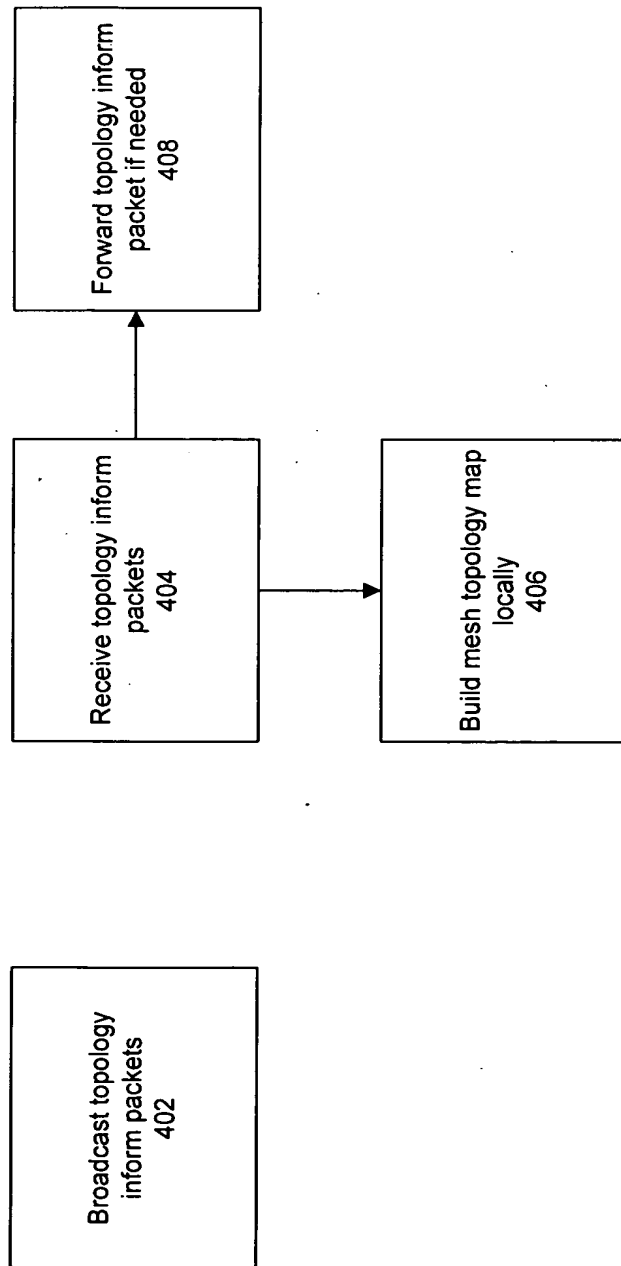 Broadcast topology
inform packets
402
Receive topology inform
packets
404
Forward topology inform
packet if needed
408
Build mesh topology map
locally
406